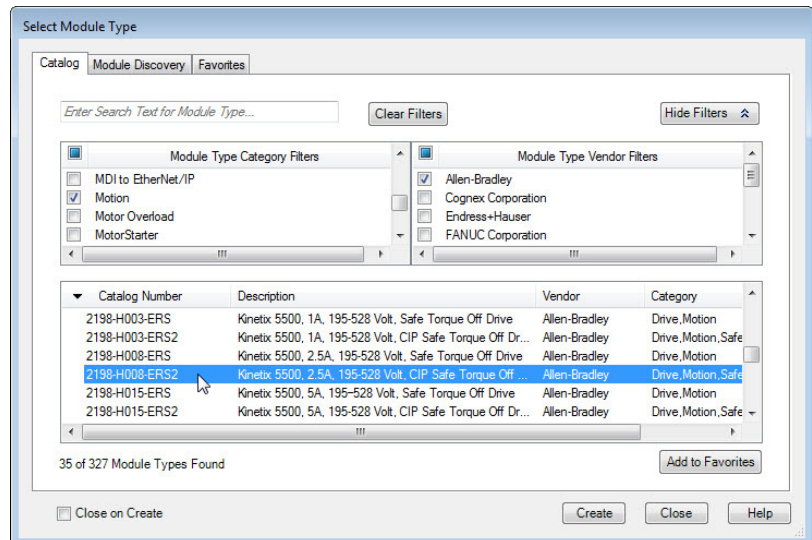 Select Module Type
Catalog Module Discovery Favorites
Enter Search Text for Module Type...
Clear Filters
Hide Filters
Module Type Category Filters
MDI to EtherNet/IP
Motion
Motor Overload
MotorStarter
Module Type Vendor Filters
Allen-Bradley
Cognex Corporation
Endress+Hauser
FANUC Corporation
Catalog Number Description Vendor Category
2198-H003-ERS Kinetix 5500, 1A, 195-528 Volt, Safe Torque Off Drive Allen-Bradley Drive,Motion
2198-H003-ERS2 Kinetix 5500, 1A, 195-528 Volt, CIP Safe Torque Off Dr... Allen-Bradley Drive,Motion,Safe
2198-H008-ERS Kinetix 5500, 2.5A, 195-528 Volt, Safe Torque Off Drive Allen-Bradley Drive,Motion
2198-H008-ERS2 Kinetix 5500, 2.5A, 195-528 Volt, CIP Safe Torque Off ... Allen-Bradley Drive,Motion,Safe
2198-H015-ERS Kinetix 5500, 5A, 195-528 Volt, Safe Torque Off Drive Allen-Bradley Drive,Motion
2198-H015-ERS2 Kinetix 5500, 5A, 195-528 Volt, CIP Safe Torque Off Dr... Allen-Bradley Drive,Motion,Safe
35 of 327 Module Types Found
Add to Favorites
Close on Create
Create Close Help